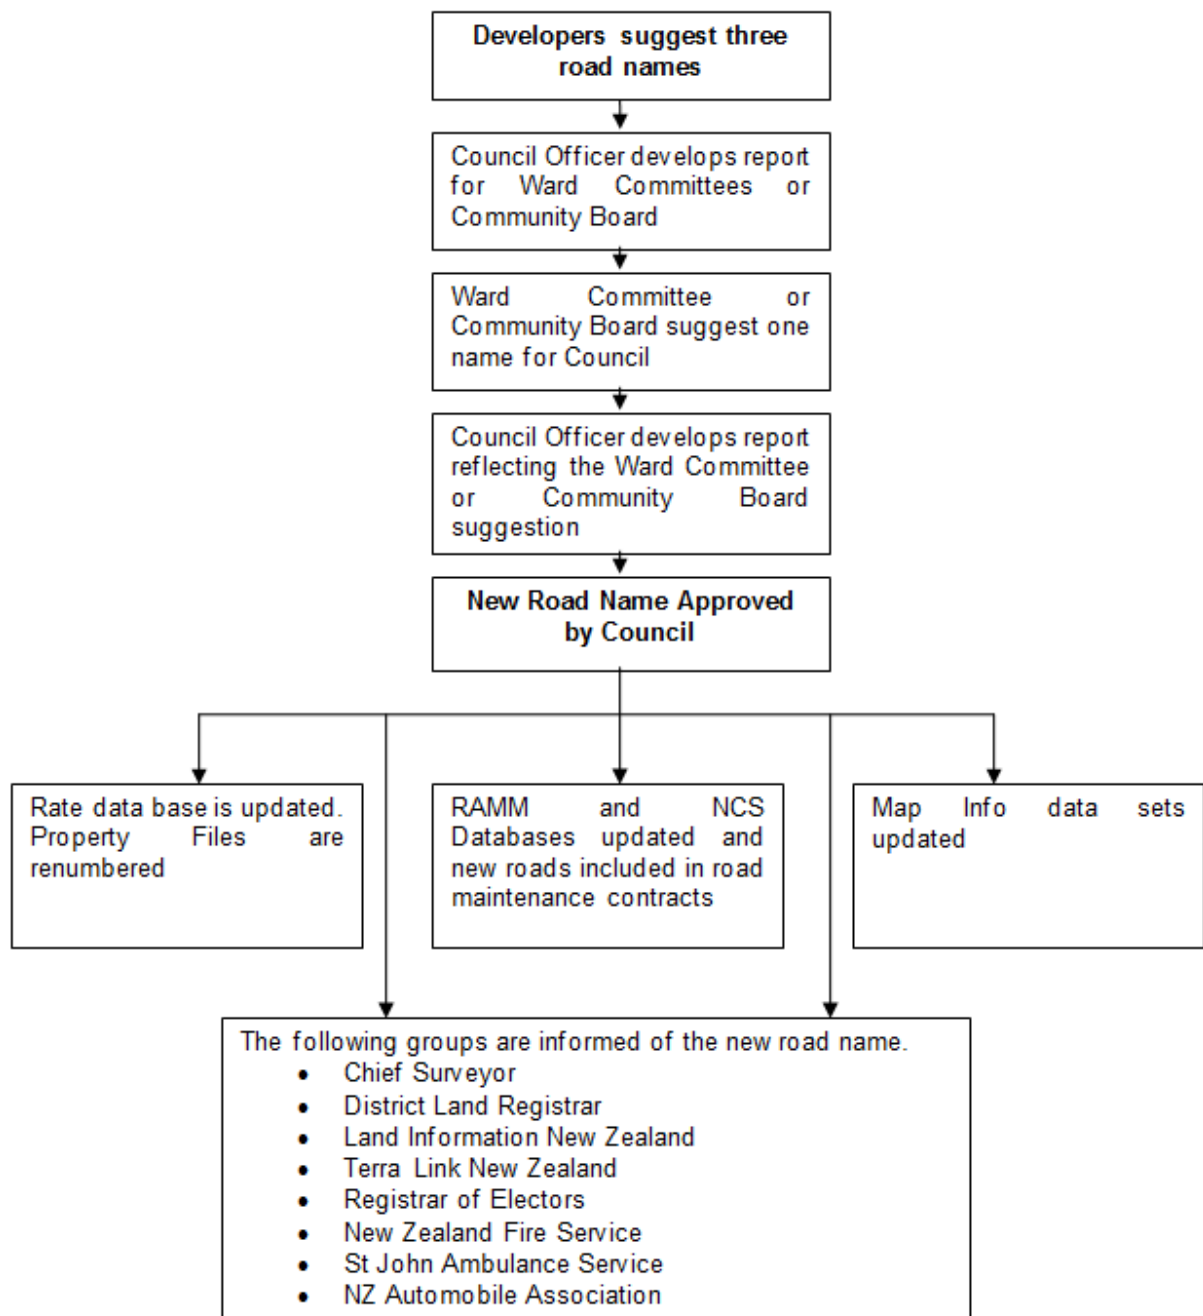 Developers suggest three
road names
Council Officer develops report
for Ward Committees or
Community Board
Ward Committee or
Community Board suggest one
name for Council
Council Officer develops report
reflecting the Ward Committee
or Community Board
suggestion
New Road Name Approved
by Council
Rate data base is updated.
Property Files are
renumbered
RAMM and NCS
Databases updated and
new roads included in road
maintenance contracts
Map Info data sets
updated
The following groups are informed of the new road name.
• Chief Surveyor
• District Land Registrar
• Land Information New Zealand
• Terra Link New Zealand
• Registrar of Electors
• New Zealand Fire Service
• St John Ambulance Service
• NZ Automobile Association